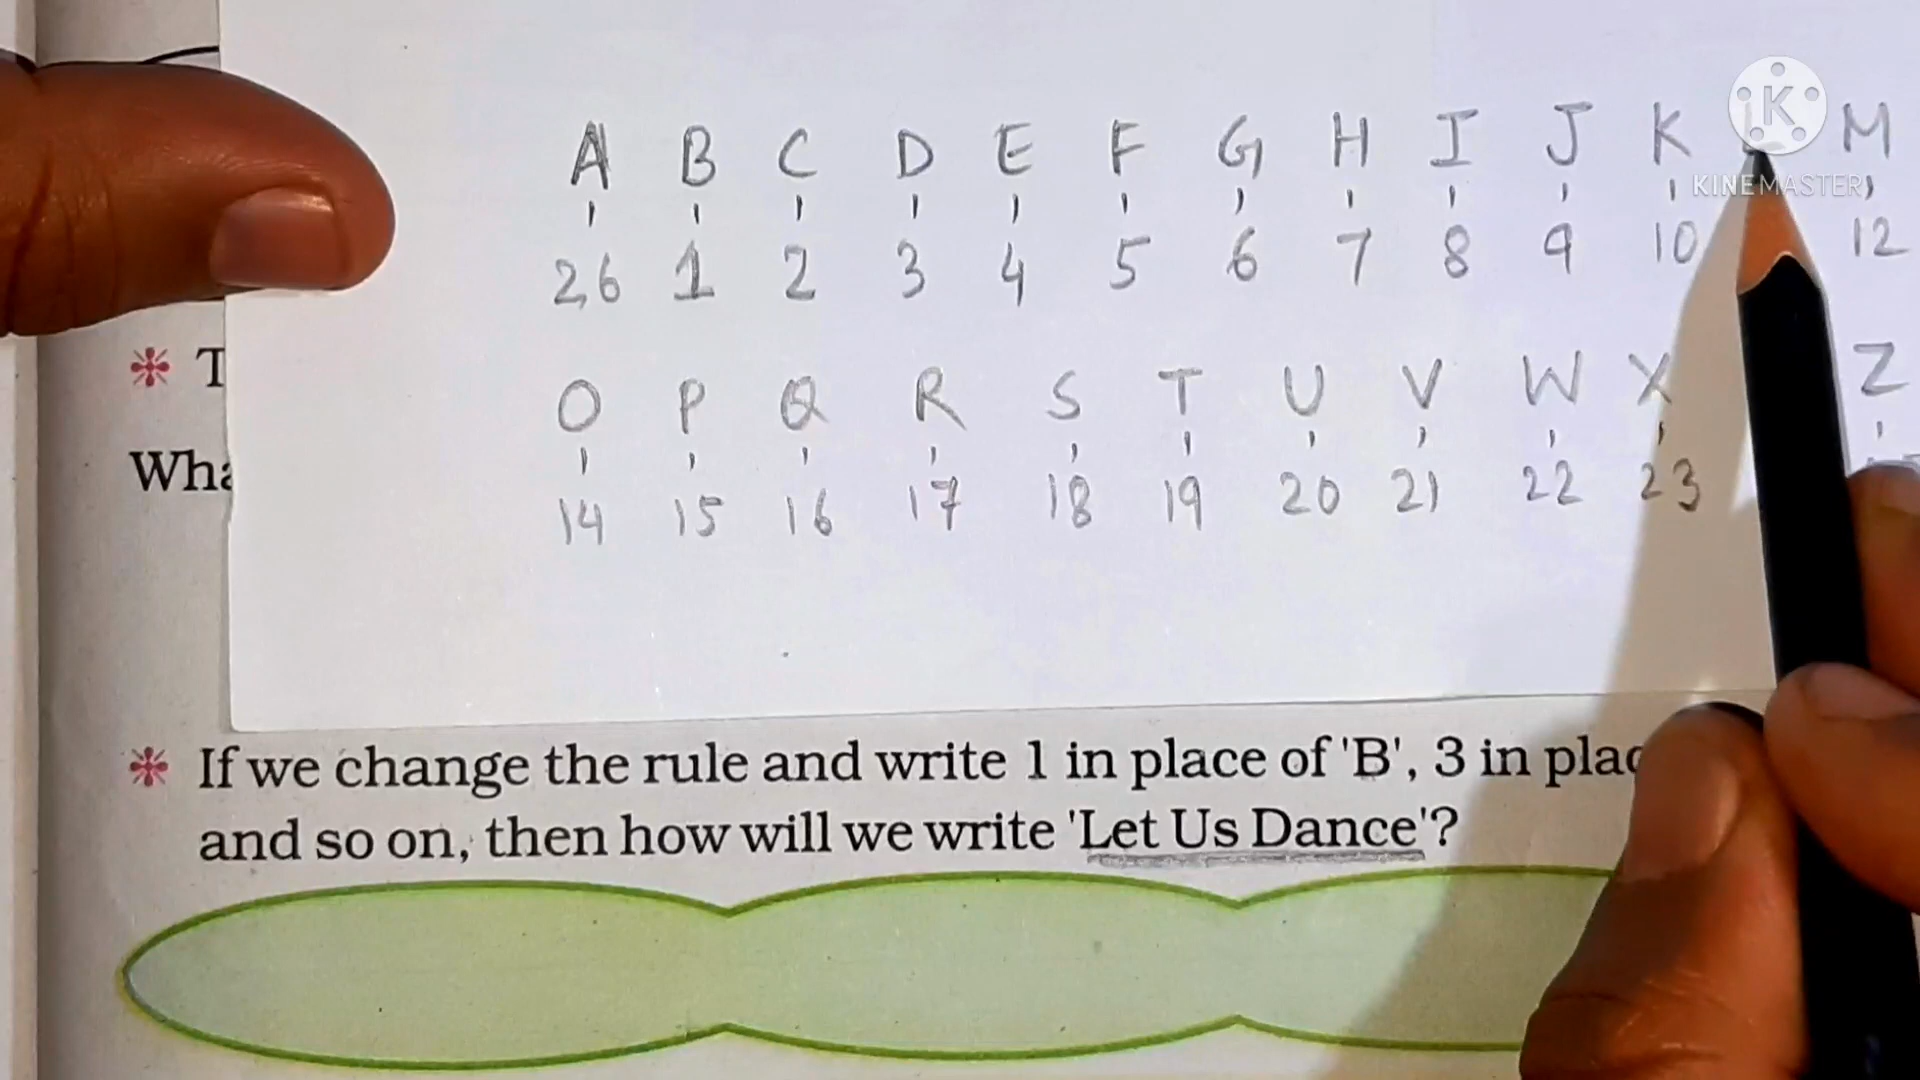 A B C D E F G H I J K L M
26 1 2 3 4 5 6 7 8 9 10 12
O P Q R S T U V W X Z
14 15 16 17 18 19 20 21 22 23
K
KINEMASTER
If we change the rule and write 1 in place of 'B', 3 in
and so on, then how will we write 'Let Us Dance'?